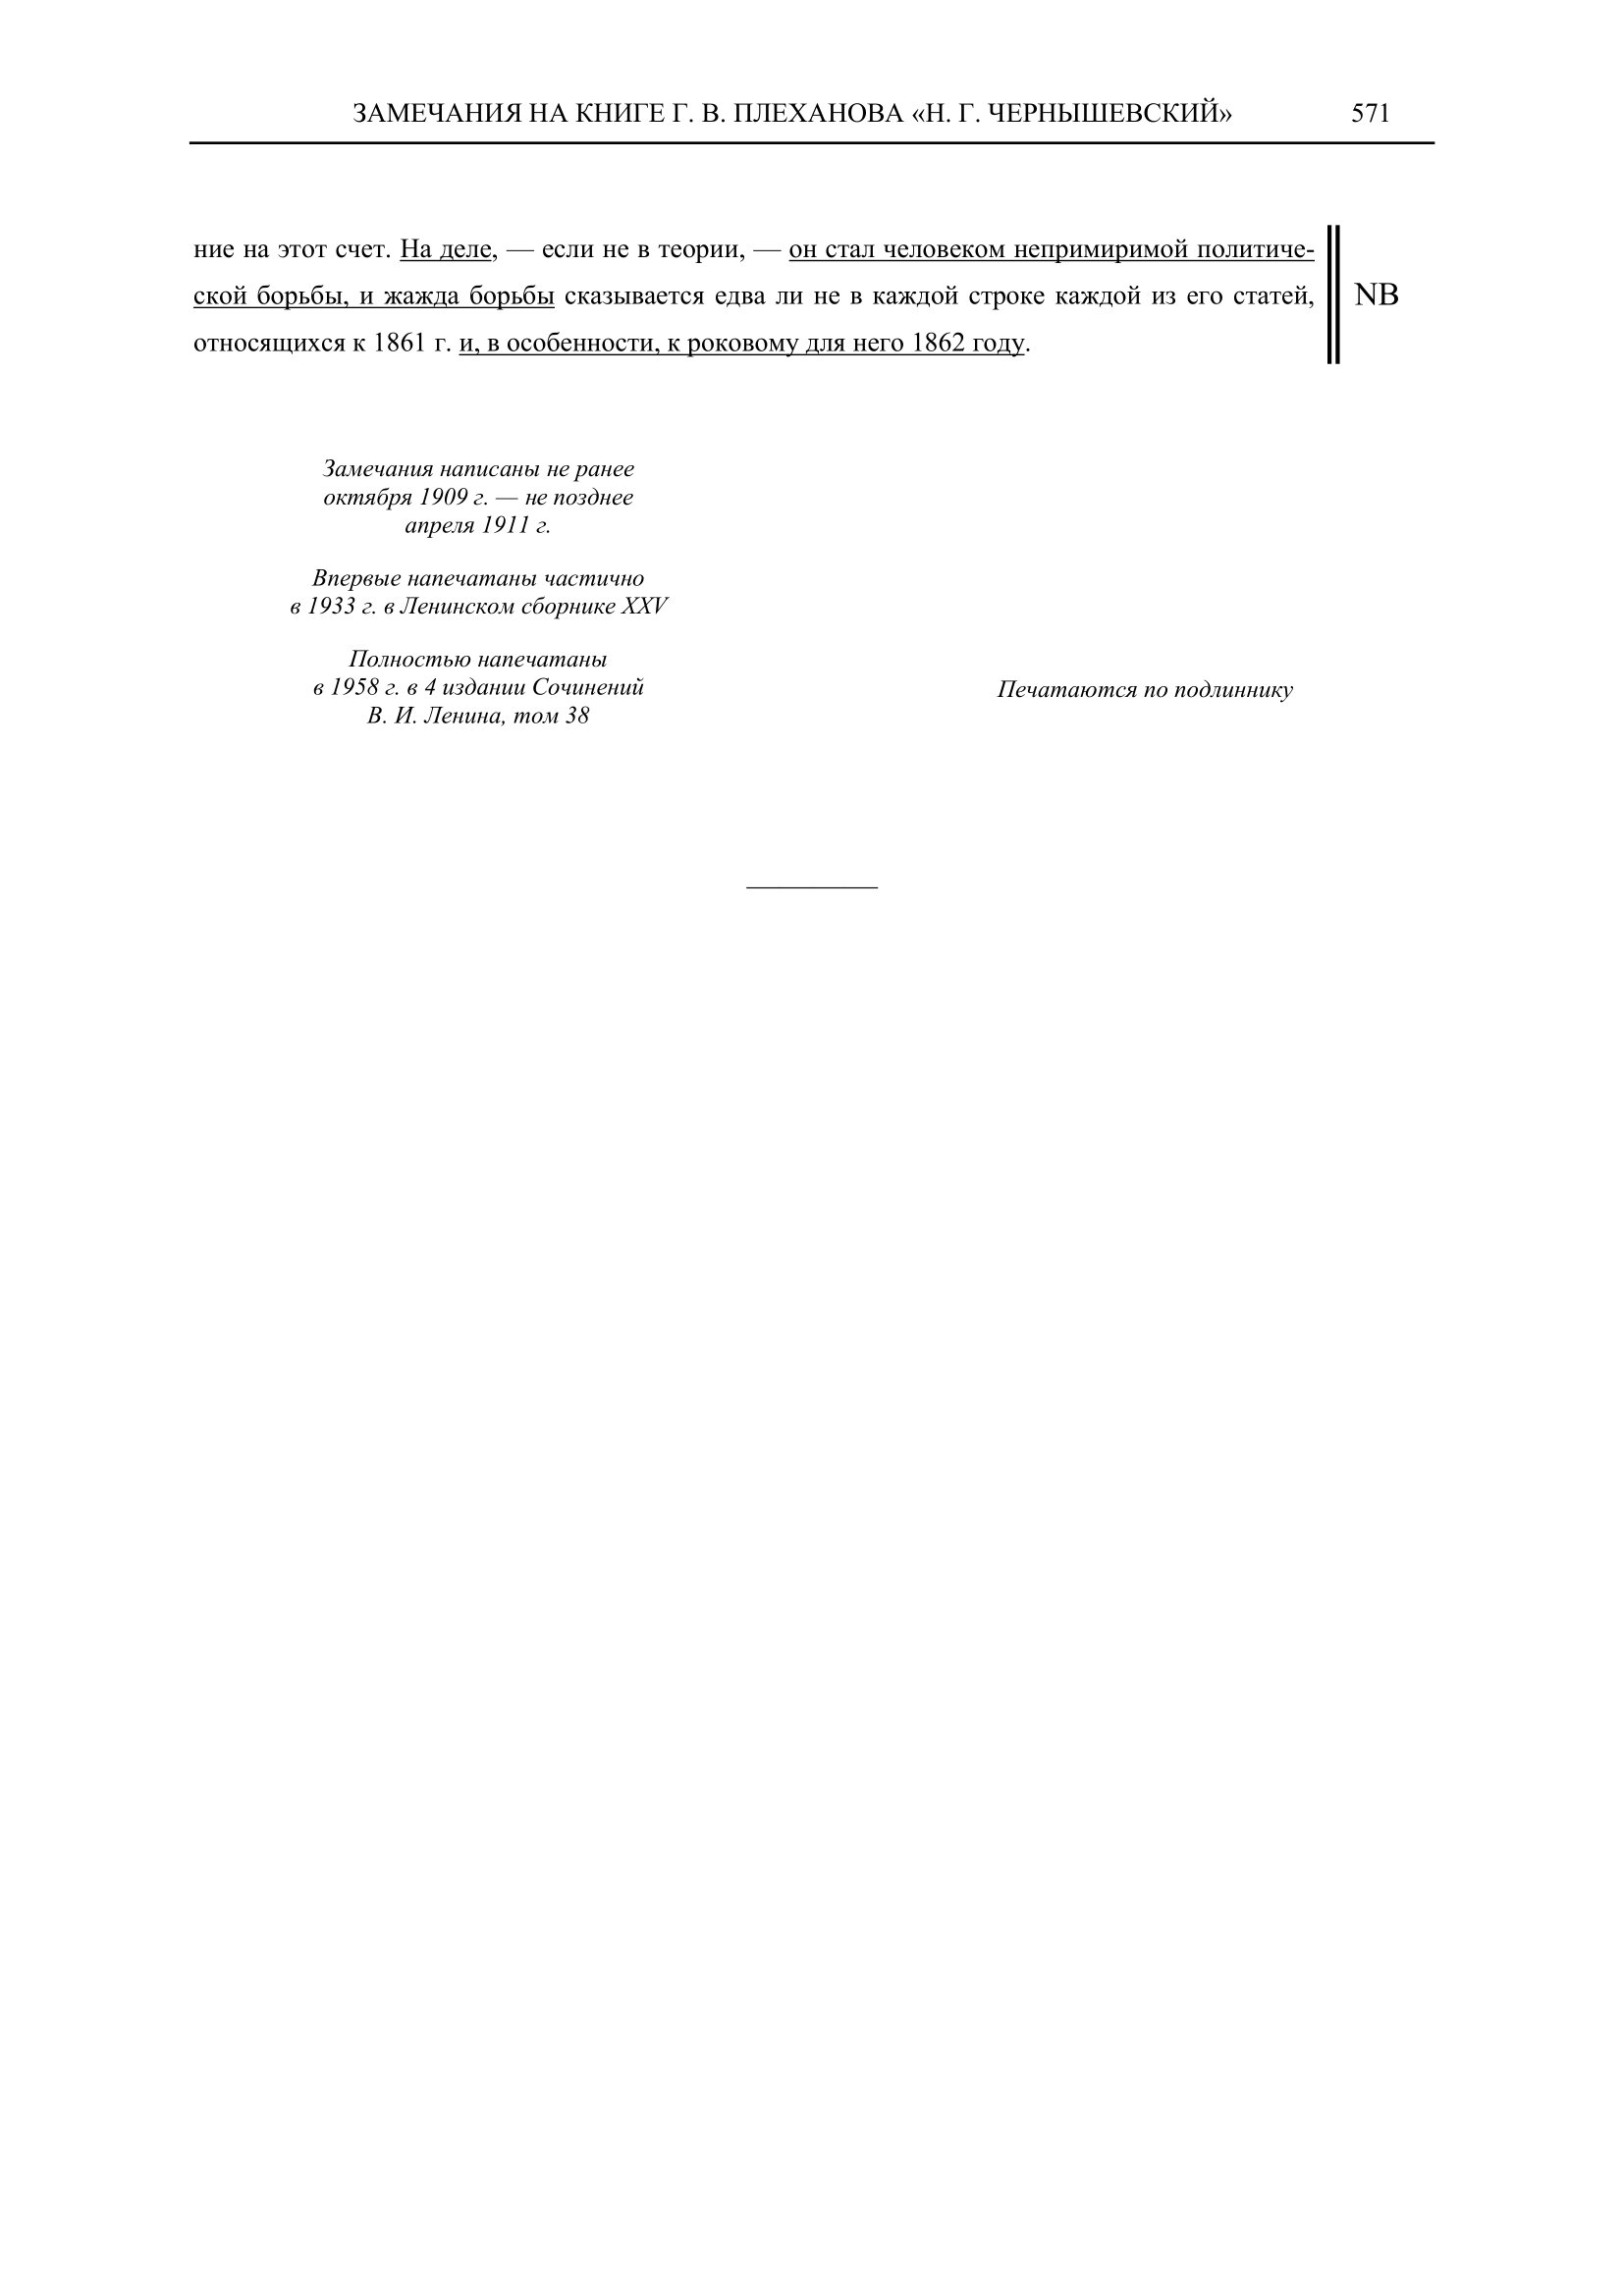 ЗАМЕЧАНИЯ НА КНИГЕ Г. В. ПЛЕХАНОВА «Н. Г. ЧЕРНЫШЕВСКИЙ» 571
ние на этот счет. На деле, — если не в теории, — он стал человеком непримиримой политиче-
ской борьбы, и жажда борьбы сказывается едва ли не в каждой строке каждой из его статей,
NB
относящихся к 1861 г. и, в особенности, к роковому для него 1862 году.
Замечания написаны не ранее
октября 1909 г. — не позднее
апреля 1911 г.
Впервые напечатаны частично
в 1933 г. в Ленинском сборнике XXV
Полностью напечатаны
в 1958 г. в 4 издании Сочинений
В. И. Ленина, том 38
Печатаются по подлиннику